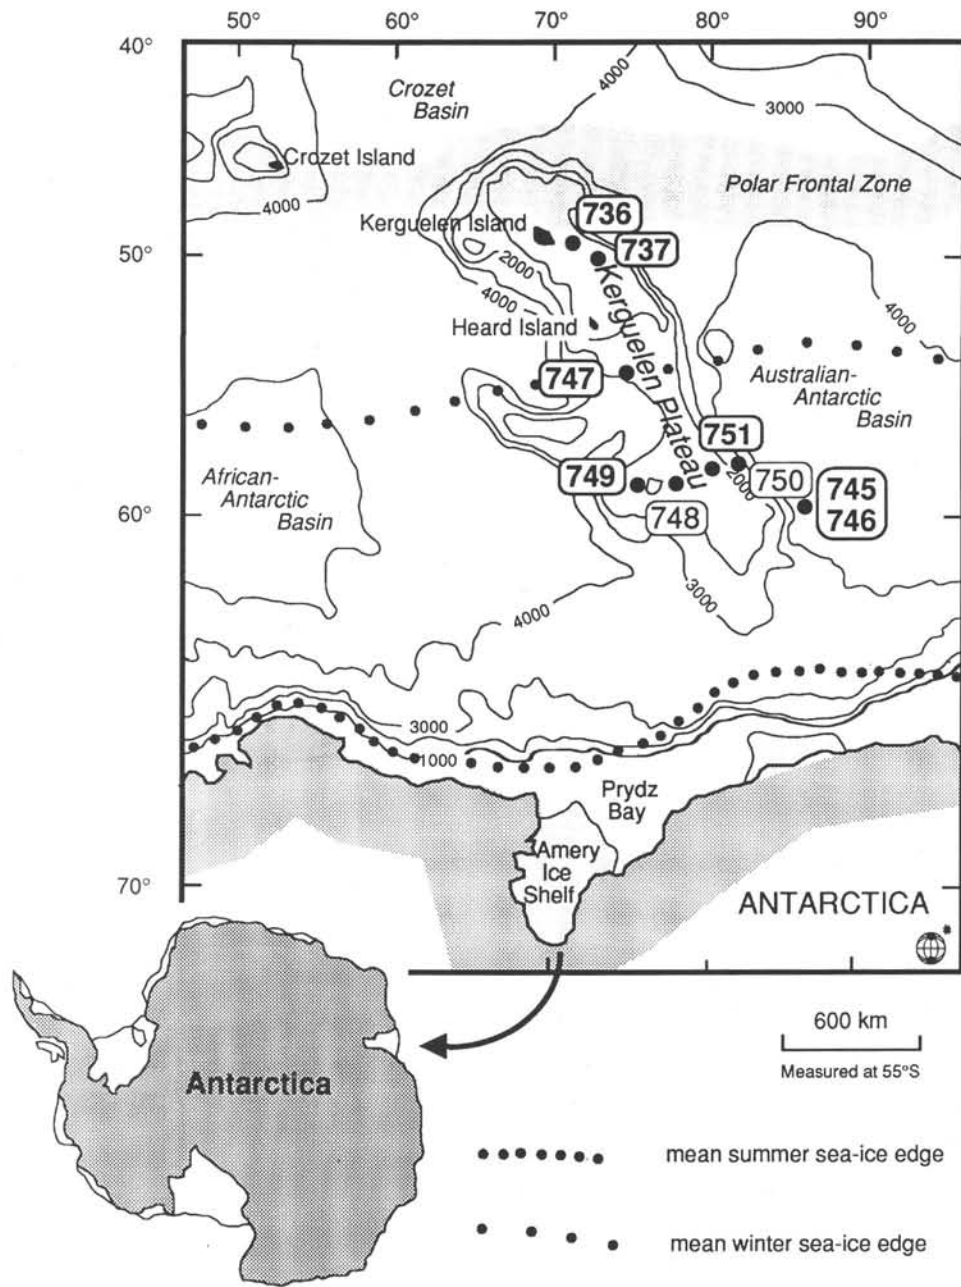 50° 60° 70° 80° 90°
40°
4000
3000
Crozet
Basin
Crozet Island
Polar Frontal Zone
4000
736
Kerguelen Island
737
50°
2000
4000
Kerguelen Plateau
4000
Heard Island
747
Australian-
Antarctic
Basin
751
African-
Antarctic
Basin
749
2000
750
745
746
60°
748
3000
4000
3000
1000
Prydz
Bay
Amery
Ice
Shelf
70°
ANTARCTICA
600 km
Measured at 55°S
Antarctica
mean summer sea-ice edge
mean winter sea-ice edge